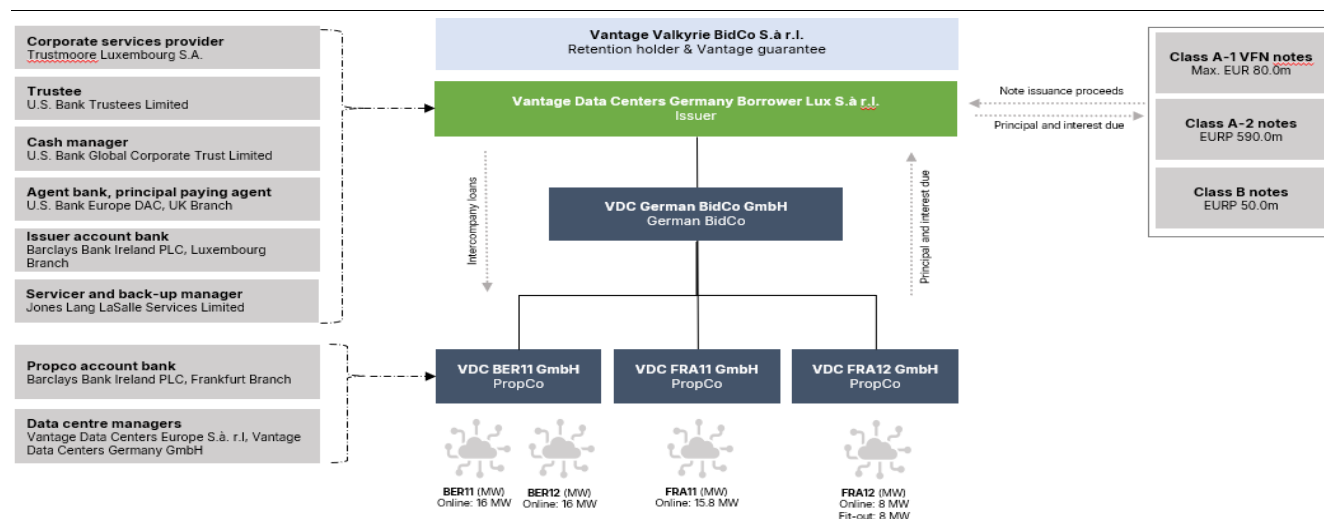 Corporate services provider
Trustmoore Luxembourg S.A.
Trustee
U.S. Bank Trustees Limited
Cash manager
U.S. Bank Global Corporate Trust Limited
Agent bank, principal paying agent
U.S. Bank Europe DAC, UK Branch
Issuer account bank
Barclays Bank Ireland PLC, Luxembourg
Branch
Servicer and back-up manager
Jones Lang LaSalle Services Limited
Propco account bank
Barclays Bank Ireland PLC, Frankfurt Branch
Data centre managers
Vantage Data Centers Europe S.à. r.l, Vantage
Data Centers Germany GmbH
Vantage Valkyrie BidCo S.à r.l.
Retention holder & Vantage guarantee
Vantage Data Centers Germany Borrower Lux S.à r.l.
Issuer
Intercompany loans
VDC German BidCo GmbH
German BidCo
Principal and interest due
VDC BER11 GmbH
PropCo
VDC FRA11 GmbH
PropCo
VDC FRA12 GmbH
PropCo
BER11 (MW)
Online: 16 MW
BER12 (MW)
Online: 16 MW
FRA11 (MW)
Online: 15.8 MW
FRA12 (MW)
Online: 8 MW
Fit-out: 8 MW
Note issuance proceeds
Principal and interest due
Class A-1 VFN notes
Max. EUR 80.0m
Class A-2 notes
EURP 590.0m
Class B notes
EURP 50.0m